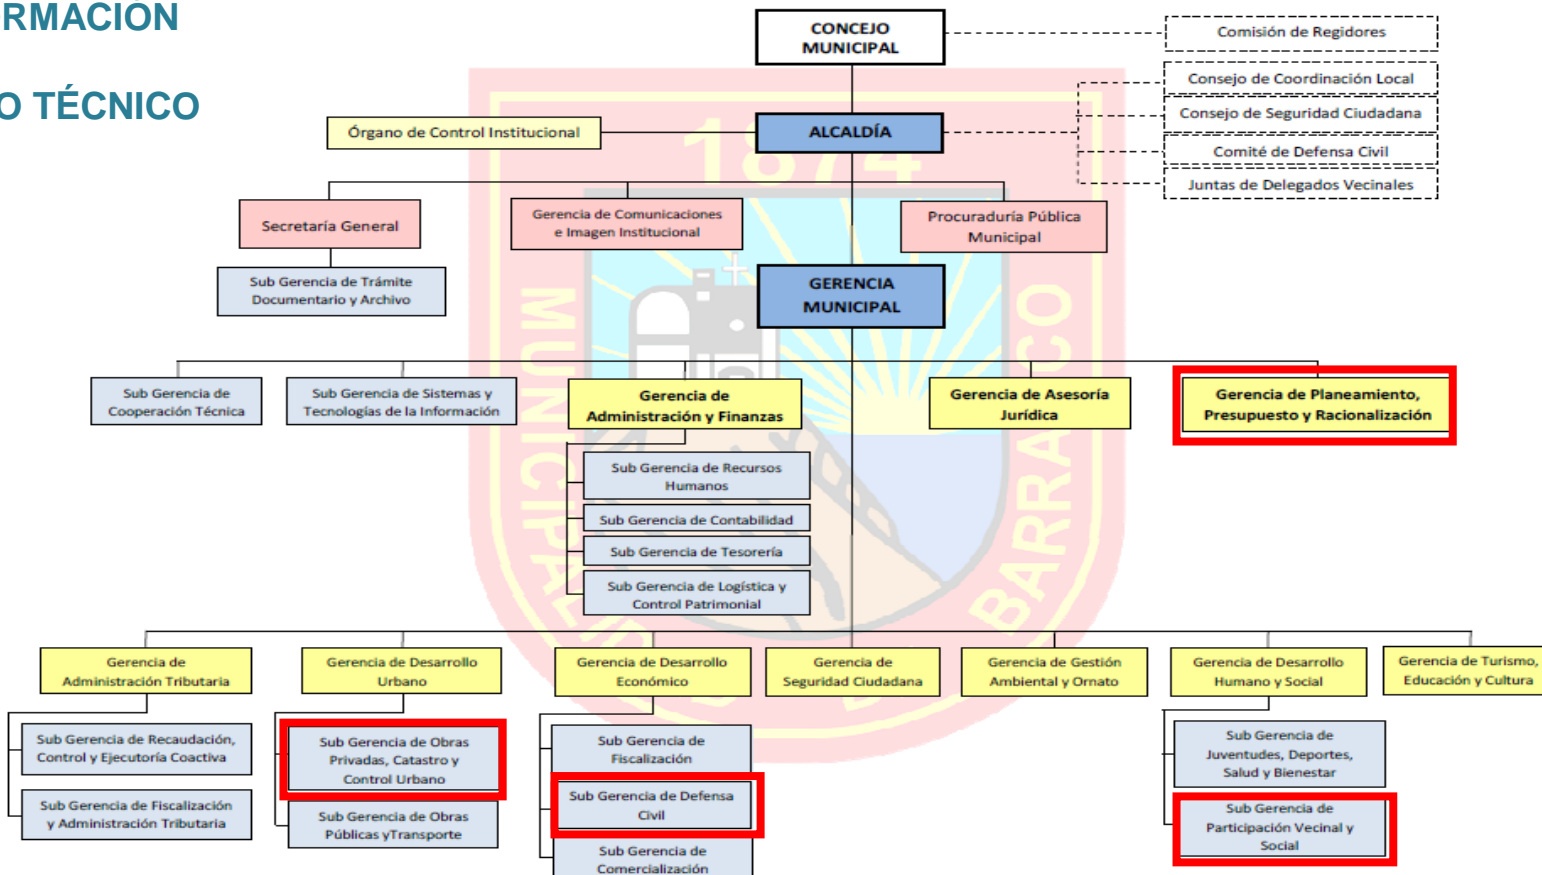 RMACIÓN
O TÉCNICO
CONCEJO
MUNICIPAL
Comisión de Regidores
Consejo de Coordinación Local
Consejo de Seguridad Ciudadana
Comité de Defensa Civil
Juntas de Delegados Vecinales
Órgano de Control Institucional
ALCALDÍA
1874
Secretaría General
Gerencia de Comunicaciones
e Imagen Institucional
Procuraduría Pública
Municipal
Sub Gerencia de Trámite
Documentario y Archivo
GERENCIA
MUNICIPAL
Sub Gerencia de
Cooperación Técnica
Sub Gerencia de Sistemas y
Tecnologías de la Información
Gerencia de
Administración y Finanzas
Gerencia de Asesoría
Jurídica
Gerencia de Planeamiento,
Presupuesto y Racionalización
Sub Gerencia de Recursos
Humanos
Sub Gerencia de Contabilidad
Sub Gerencia de Tesorería
Sub Gerencia de Logística y
Control Patrimonial
BARRANCO
Gerencia de
Administración Tributaria
Gerencia de Desarrollo
Urbano
Gerencia de Desarrollo
Económico
Gerencia de
Seguridad Ciudadana
Gerencia de Gestión
Ambiental y Ornato
Gerencia de Desarrollo
Humano y Social
Gerencia de Turismo,
Educación y Cultura
Sub Gerencia de Recaudación,
Control y Ejecutoría Coactiva
Sub Gerencia de Fiscalización
y Administración Tributaria
Sub Gerencia de Obras
Privadas, Catastro y
Control Urbano
Sub Gerencia de Obras
Públicas yTransporte
Sub Gerencia de
Fiscalización
Sub Gerencia de Defensa
Civil
Sub Gerencia de
Comercialización
Sub Gerencia de
Juventudes, Deportes,
Salud y Bienestar
Sub Gerencia de
Participación Vecinal y
Social